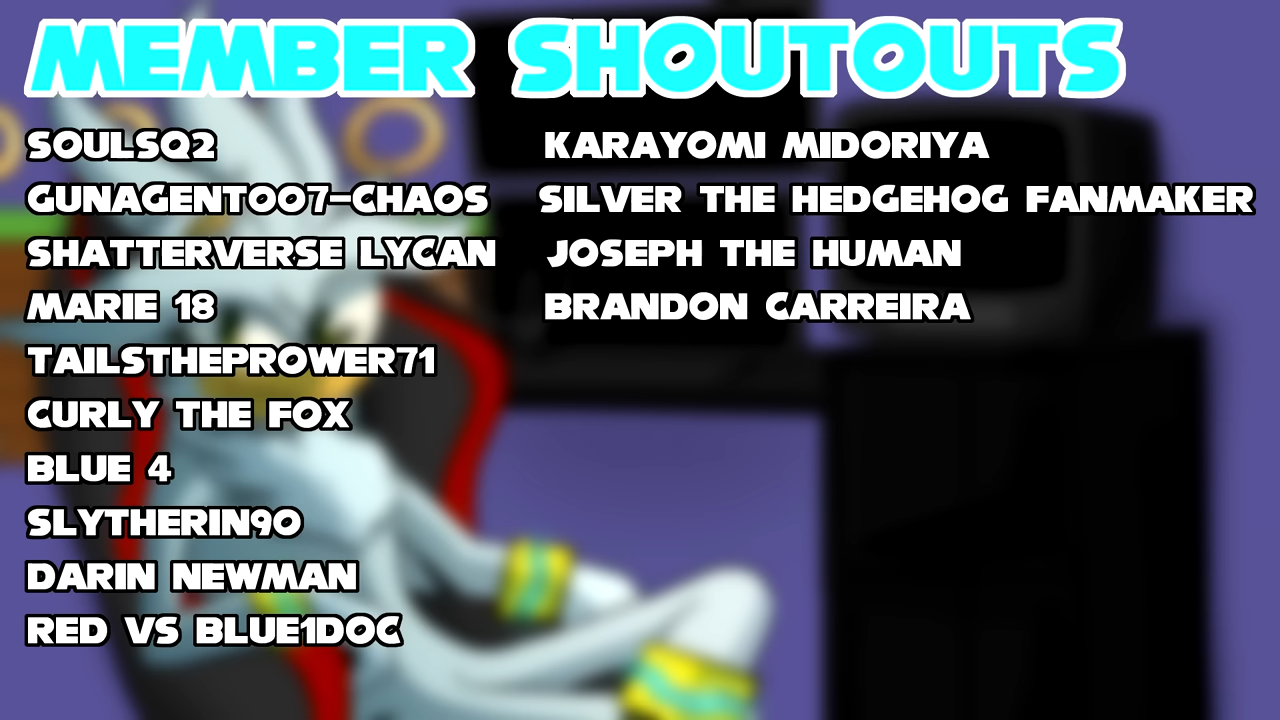 MEMBER SHOUTOUTS
SOULSQ2
GUNAGENT007-CHAOS
SHATTERVERSE LYCAN
MARIE 18
TAILSTHEPROWER71
CURLY THE FOX
BLUE 4
SLYTHERIN90
DARIN NEWMAN
RED VS BLUE1DOC
KARAYOMI MIDORIYA
SILVER THE HEDGEHOG FANMAKER
JOSEPH THE HUMAN
BRANDON CARREIRA